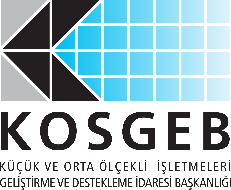 KOSGEB
KÜÇÜK VE ORTA ÖLÇEKLİ İŞLETMELERİ
GELİŞTİRME VE DESTEKLEME İDARESİ BAŞKANLIĞI